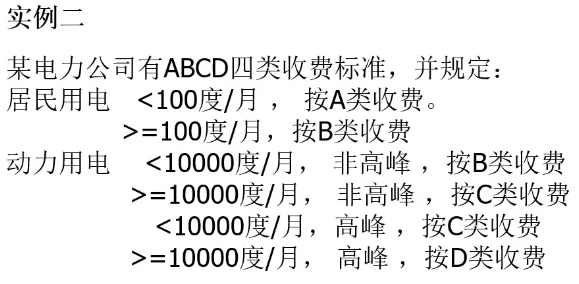 实例二
某电力公司有ABCD四类收费标准，并规定：
居民用电 <100度/月 ， 按A类收费。
>=100度/月，按B类收费
动力用电 <10000度/月， 非高峰 ，按B类收费
>=10000度/月， 非高峰 ，按C类收费
<10000度/月，高峰 ，按C类收费
>=10000度/月， 高峰 ，按D类收费